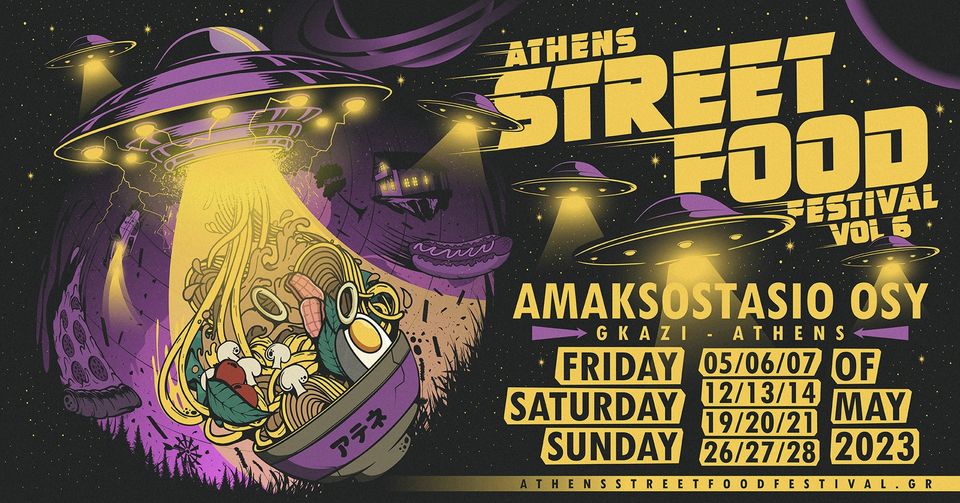 ATHENS
STREET
FOOD
FESTIVAL
VOL 6
AMAKSOSTASIO OSY
GKAZI - ATHENS
FRIDAY
SATURDAY
SUNDAY
05/06/07
12/13/14
19/20/21
26/27/28
OF
MAY
2023
アテネ
ATHENSSTREETFOODFESTIVAL.GR